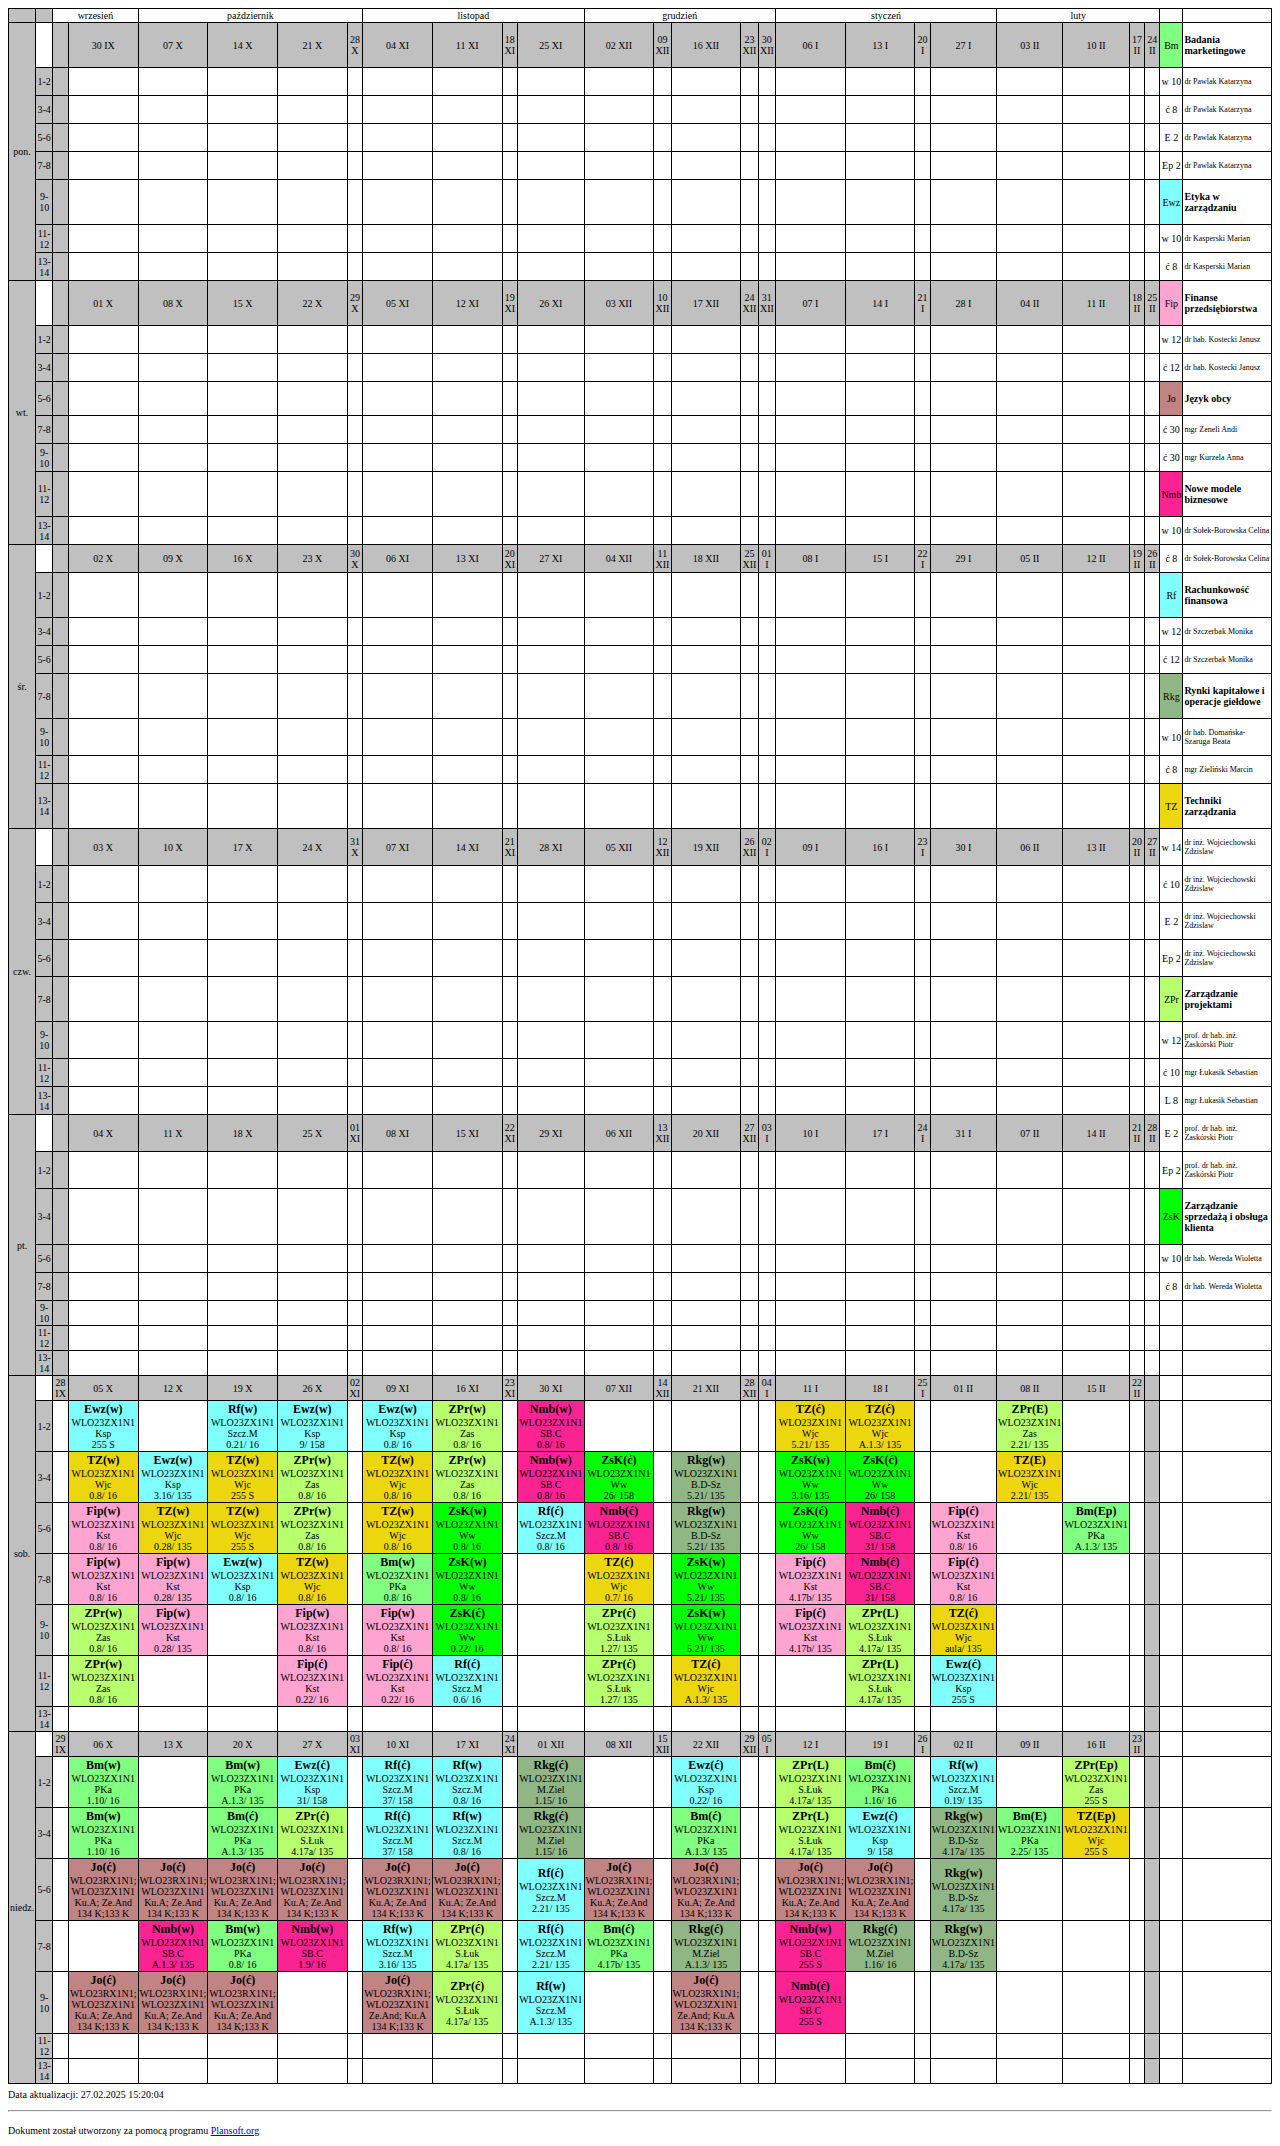 wrzesień październik listopad grudzień styczeń luty
pon. 30 IX 07 X 14 X 21 X 28 X 04 XI 11 XI 18 XI 25 XI 02 XII 09 XII 16 XII 23 XII 30 XII 06 I 13 I 20 I 27 I 03 II 10 II 17 II 24 II Bm Badania marketingowe
1-2 w 10 dr Pawlak Katarzyna
3-4 ć 8 dr Pawlak Katarzyna
5-6 E 2 dr Pawlak Katarzyna
7-8 Ep 2 dr Pawlak Katarzyna
9-10 Ewz Etyka w zarządzaniu
11-12 w 10 dr Kasperski Marian
13-14 ć 8 dr Kasperski Marian
wt. 01 X 08 X 15 X 22 X 29 X 05 XI 12 XI 19 XI 26 XI 03 XII 10 XII 17 XII 24 XII 31 XII 07 I 14 I 21 I 28 I 04 II 11 II 18 II 25 II Fip Finanse przedsiębiorstwa
1-2 w 12 dr hab. Kostecki Janusz
3-4 ć 12 dr hab. Kostecki Janusz
5-6 Jo Język obcy
7-8 ć 30 mgr Zeneli Andi
9-10 ć 30 mgr Kurzela Anna
11-12 Nmb Nowe modele biznesowe
13-14 w 10 dr Sołek-Borowska Celina
śr. 02 X 09 X 16 X 23 X 30 X 06 XI 13 XI 20 XI 27 XI 04 XII 11 XII 18 XII 25 XII 01 I 08 I 15 I 22 I 29 I 05 II 12 II 19 II 26 II ć 8 dr Sołek-Borowska Celina
1-2 Rf Rachunkowość finansowa
3-4 w 12 dr Szczerbak Monika
5-6 ć 12 dr Szczerbak Monika
7-8 Rkg Rynki kapitałowe i operacje giełdowe
9-10 w 10 dr hab. Domańska-Szaruga Beata
11-12 ć 8 mgr Zieliński Marcin
13-14 TZ Techniki zarządzania
czw. 03 X 10 X 17 X 24 X 31 X 07 XI 14 XI 21 XI 28 XI 05 XII 12 XII 19 XII 26 XII 02 I 09 I 16 I 23 I 30 I 06 II 13 II 20 II 27 II w 14 dr inż. Wojciechowski Zdzislaw
1-2 ć 10 dr inż. Wojciechowski Zdzislaw
3-4 E 2 dr inż. Wojciechowski Zdzislaw
5-6 Ep 2 dr inż. Wojciechowski Zdzislaw
7-8 ZPr Zarządzanie projektami
9-10 w 12 prof. dr hab. inż. Zaskórski Piotr
11-12 ć 10 mgr Łukasik Sebastian
13-14 L 8 mgr Łukasik Sebastian
pt. 04 X 11 X 18 X 25 X 01 XI 08 XI 15 XI 22 XI 29 XI 06 XII 13 XII 20 XII 27 XII 03 I 10 I 17 I 24 I 31 I 07 II 14 II 21 II 28 II E 2 prof. dr hab. inż. Zaskórski Piotr
1-2 Ep 2 prof. dr hab. inż. Zaskórski Piotr
3-4 ZsK Zarządzanie sprzedażą i obsługa klienta
5-6 w 10 dr hab. Wereda Wioletta
7-8 ć 8 dr hab. Wereda Wioletta
9-10
11-12
13-14
sob. 28 IX 05 X 12 X 19 X 26 X 02 XI 09 XI 16 XI 23 XI 30 XI 07 XII 14 XII 21 XII 28 XII 04 I 11 I 18 I 25 I 01 II 08 II 15 II 22 II
1-2 Ewz(w) Rf(w) Ewz(w) Ewz(w) ZPr(w) Nmb(w) TZ(ć) TZ(ć) ZPr(E)
WLO23ZX1N1 WLO23ZX1N1 WLO23ZX1N1 WLO23ZX1N1 WLO23ZX1N1 WLO23ZX1N1 WLO23ZX1N1 WLO23ZX1N1 WLO23ZX1N1
Ksp Szcz.M Ksp Ksp Zas SB.C Wjc Wjc Zas
255 S 0.21/ 16 9/ 158 0.8/ 16 0.8/ 16 0.8/ 16 5.21/ 135 A.1.3/ 135 2.21/ 135
3-4 TZ(w) Ewz(w) TZ(w) ZPr(w) TZ(w) ZPr(w) Nmb(w) ZsK(ć) Rkg(w) ZsK(w) ZsK(ć) TZ(E)
WLO23ZX1N1 WLO23ZX1N1 WLO23ZX1N1 WLO23ZX1N1 WLO23ZX1N1 WLO23ZX1N1 WLO23ZX1N1 WLO23ZX1N1 WLO23ZX1N1 WLO23ZX1N1 WLO23ZX1N1 WLO23ZX1N1
Wjc Ksp Wjc Zas Wjc Zas SB.C Ww B.D-Sz Ww Ww Wjc
0.8/ 16 3.16/ 135 255 S 0.8/ 16 0.8/ 16 0.8/ 16 0.8/ 16 26/ 158 5.21/ 135 3.16/ 135 26/ 158 2.21/ 135
5-6 Fip(w) TZ(w) TZ(w) ZPr(w) TZ(w) ZsK(w) Rf(ć) Nmb(ć) Rkg(w) ZsK(ć) Nmb(ć) Fip(ć) Bm(Ep)
WLO23ZX1N1 WLO23ZX1N1 WLO23ZX1N1 WLO23ZX1N1 WLO23ZX1N1 WLO23ZX1N1 WLO23ZX1N1 WLO23ZX1N1 WLO23ZX1N1 WLO23ZX1N1 WLO23ZX1N1 WLO23ZX1N1 WLO23ZX1N1
Kst Wjc Wjc Zas Wjc Ww Szcz.M SB.C B.D-Sz Ww SB.C Kst PKa
0.8/ 16 0.28/ 135 255 S 0.8/ 16 0.8/ 16 0.8/ 16 0.8/ 16 0.8/ 16 5.21/ 135 26/ 158 31/ 158 0.8/ 16 A.1.3/ 135
7-8 Fip(w) Fip(w) Ewz(w) TZ(w) Bm(w) ZsK(w) TZ(ć) ZsK(w) Fip(ć) Nmb(ć) Fip(ć)
WLO23ZX1N1 WLO23ZX1N1 WLO23ZX1N1 WLO23ZX1N1 WLO23ZX1N1 WLO23ZX1N1 WLO23ZX1N1 WLO23ZX1N1 WLO23ZX1N1 WLO23ZX1N1 WLO23ZX1N1
Kst Kst Ksp Wjc PKa Ww Wjc Ww Kst SB.C Kst
0.8/ 16 0.28/ 135 0.8/ 16 0.8/ 16 0.8/ 16 0.8/ 16 0.7/ 16 5.21/ 135 4.17b/ 135 31/ 158 0.8/ 16
9-10 ZPr(w) Fip(w) Fip(w) Fip(w) ZsK(ć) ZPr(ć) ZsK(w) Fip(ć) ZPr(L) TZ(ć)
WLO23ZX1N1 WLO23ZX1N1 WLO23ZX1N1 WLO23ZX1N1 WLO23ZX1N1 WLO23ZX1N1 WLO23ZX1N1 WLO23ZX1N1 WLO23ZX1N1 WLO23ZX1N1
Zas Kst Kst Kst Ww S.Łuk Ww Kst S.Łuk Wjc
0.8/ 16 0.28/ 135 0.8/ 16 0.8/ 16 0.22/ 16 1.27/ 135 5.21/ 135 4.17b/ 135 4.17a/ 135 aula/ 135
11-12 ZPr(w) Fip(ć) Fip(ć) Rf(ć) ZPr(ć) TZ(ć) ZPr(L) Ewz(ć)
WLO23ZX1N1 WLO23ZX1N1 WLO23ZX1N1 WLO23ZX1N1 WLO23ZX1N1 WLO23ZX1N1 WLO23ZX1N1 WLO23ZX1N1
Zas Kst Kst Szcz.M S.Łuk Wjc S.Łuk Ksp
0.8/ 16 0.22/ 16 0.22/ 16 0.6/ 16 1.27/ 135 A.1.3/ 135 4.17a/ 135 255 S
13-14
niedz. 29 IX 06 X 13 X 20 X 27 X 03 XI 10 XI 17 XI 24 XI 01 XII 08 XII 15 XII 22 XII 29 XII 05 I 12 I 19 I 26 I 02 II 09 II 16 II 23 II
1-2 Bm(w) Bm(w) Ewz(ć) Rf(ć) Rf(w) Rkg(ć) Ewz(ć) ZPr(L) Bm(ć) Rf(w) ZPr(Ep)
WLO23ZX1N1 WLO23ZX1N1 WLO23ZX1N1 WLO23ZX1N1 WLO23ZX1N1 WLO23ZX1N1 WLO23ZX1N1 WLO23ZX1N1 WLO23ZX1N1 WLO23ZX1N1 WLO23ZX1N1
PKa PKa Ksp Szcz.M Szcz.M M.Ziel Ksp S.Łuk PKa Szcz.M Zas
1.10/ 16 A.1.3/ 135 31/ 158 37/ 158 0.8/ 16 1.15/ 16 0.22/ 16 4.17a/ 135 1.16/ 16 0.19/ 135 255 S
3-4 Bm(w) Bm(ć) ZPr(ć) Rf(ć) Rf(w) Rkg(ć) Bm(ć) ZPr(L) Ewz(ć) Rkg(w) Bm(E) TZ(Ep)
WLO23ZX1N1 WLO23ZX1N1 WLO23ZX1N1 WLO23ZX1N1 WLO23ZX1N1 WLO23ZX1N1 WLO23ZX1N1 WLO23ZX1N1 WLO23ZX1N1 WLO23ZX1N1 WLO23ZX1N1 WLO23ZX1N1
PKa PKa S.Łuk Szcz.M Szcz.M M.Ziel PKa S.Łuk Ksp B.D-Sz PKa Wjc
1.10/ 16 A.1.3/ 135 4.17a/ 135 37/ 158 0.8/ 16 1.15/ 16 A.1.3/ 135 4.17a/ 135 9/ 158 4.17a/ 135 2.25/ 135 255 S
5-6 Jo(ć) Jo(ć) Jo(ć) Jo(ć) Jo(ć) Jo(ć) Rf(ć) Jo(ć) Jo(ć) Jo(ć) Jo(ć) Rkg(w)
WLO23RX1N1; WLO23RX1N1; WLO23RX1N1; WLO23RX1N1; WLO23RX1N1; WLO23RX1N1; WLO23ZX1N1 WLO23RX1N1; WLO23RX1N1; WLO23RX1N1; WLO23RX1N1; WLO23ZX1N1
WLO23ZX1N1 WLO23ZX1N1 WLO23ZX1N1 WLO23ZX1N1 WLO23ZX1N1 WLO23ZX1N1 Szcz.M WLO23ZX1N1 WLO23ZX1N1 WLO23ZX1N1 WLO23ZX1N1 B.D-Sz
Ku.A; Ze.And Ku.A; Ze.And Ku.A; Ze.And Ku.A; Ze.And Ku.A; Ze.And Ku.A; Ze.And 2.21/ 135 Ku.A; Ze.And Ku.A; Ze.And Ku.A; Ze.And Ku.A; Ze.And 4.17a/ 135
134 K;133 K 134 K;133 K 134 K;133 K 134 K;133 K 134 K;133 K 134 K;133 K 134 K;133 K 134 K;133 K 134 K;133 K 134 K;133 K
7-8 Nmb(w) Bm(w) Nmb(w) Rf(w) ZPr(ć) Rf(ć) Bm(ć) Rkg(ć) Nmb(w) Rkg(ć) Rkg(w)
WLO23ZX1N1 WLO23ZX1N1 WLO23ZX1N1 WLO23ZX1N1 WLO23ZX1N1 WLO23ZX1N1 WLO23ZX1N1 WLO23ZX1N1 WLO23ZX1N1 WLO23ZX1N1 WLO23ZX1N1
SB.C PKa SB.C Szcz.M S.Łuk Szcz.M PKa M.Ziel SB.C M.Ziel B.D-Sz
A.1.3/ 135 0.8/ 16 1.9/ 16 3.16/ 135 4.17a/ 135 2.21/ 135 4.17b/ 135 A.1.3/ 135 255 S 1.16/ 16 4.17a/ 135
9-10 Jo(ć) Jo(ć) Jo(ć) Jo(ć) ZPr(ć) Rf(w) Jo(ć) Nmb(ć)
WLO23RX1N1; WLO23RX1N1; WLO23RX1N1; WLO23RX1N1; WLO23ZX1N1 WLO23ZX1N1 WLO23RX1N1; WLO23ZX1N1
WLO23ZX1N1 WLO23ZX1N1 WLO23ZX1N1 WLO23ZX1N1 S.Łuk Szcz.M WLO23ZX1N1 SB.C
Ku.A; Ze.And Ku.A; Ze.And Ku.A; Ze.And Ze.And; Ku.A 4.17a/ 135 A.1.3/ 135 Ze.And; Ku.A 255 S
134 K;133 K 134 K;133 K 134 K;133 K 134 K;133 K 134 K;133 K
11-12
13-14
Data aktualizacji: 27.02.2025 15:20:04
Dokument został utworzony za pomocą programu Plansoft.org